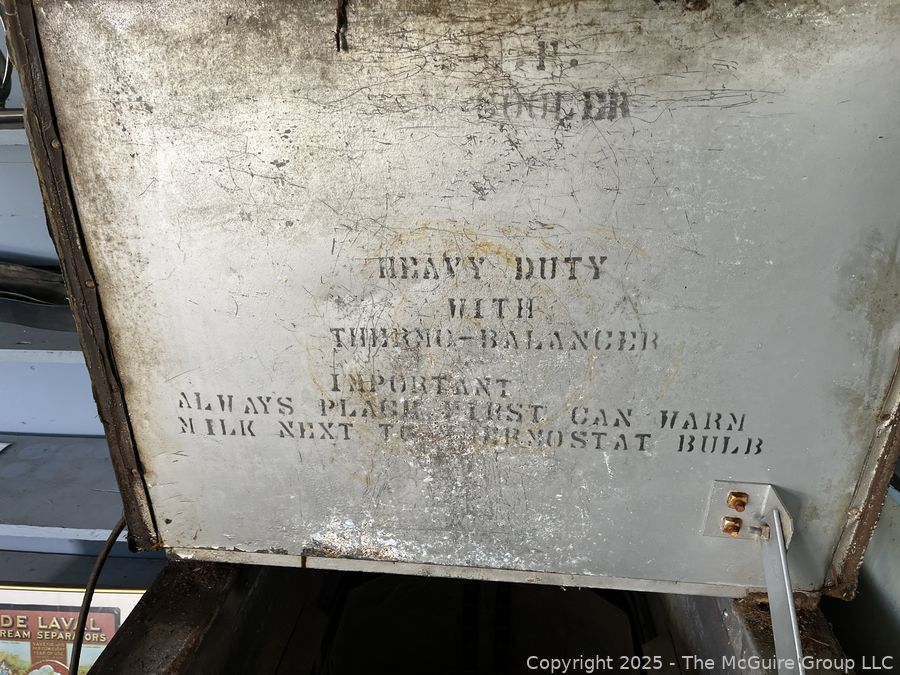 .H.
COOLER
HEAVY DUTY
WITH
THERMO-BALANCER
IMPORTANT
ALWAYS PLACE FIRST CAN WARM
MILK NEXT TO THERMOSTAT BULB
DE LAVAL
CREAM SEPARATORS
Copyright © 2025 - The McGuire Group LLC